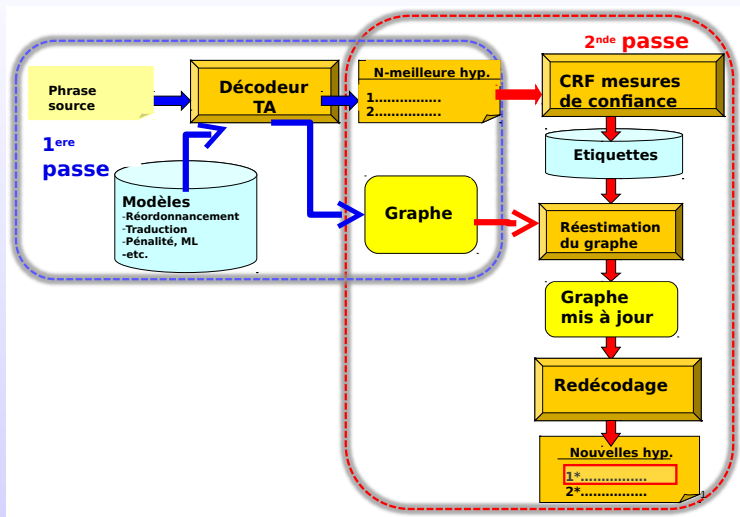 2nde passe
Phrase
source
Décodeur
TA
N-meilleure hyp.
1................
2................
CRF mesures
de confiance
1ere
passe
Etiquettes
Modèles
-Réordonnancement
-Traduction
-Pénalité, ML
-etc.
Graphe
Réestimation
du graphe
Graphe
mis à jour
Redécodage
Nouvelles hyp.
1*................
2*................
1